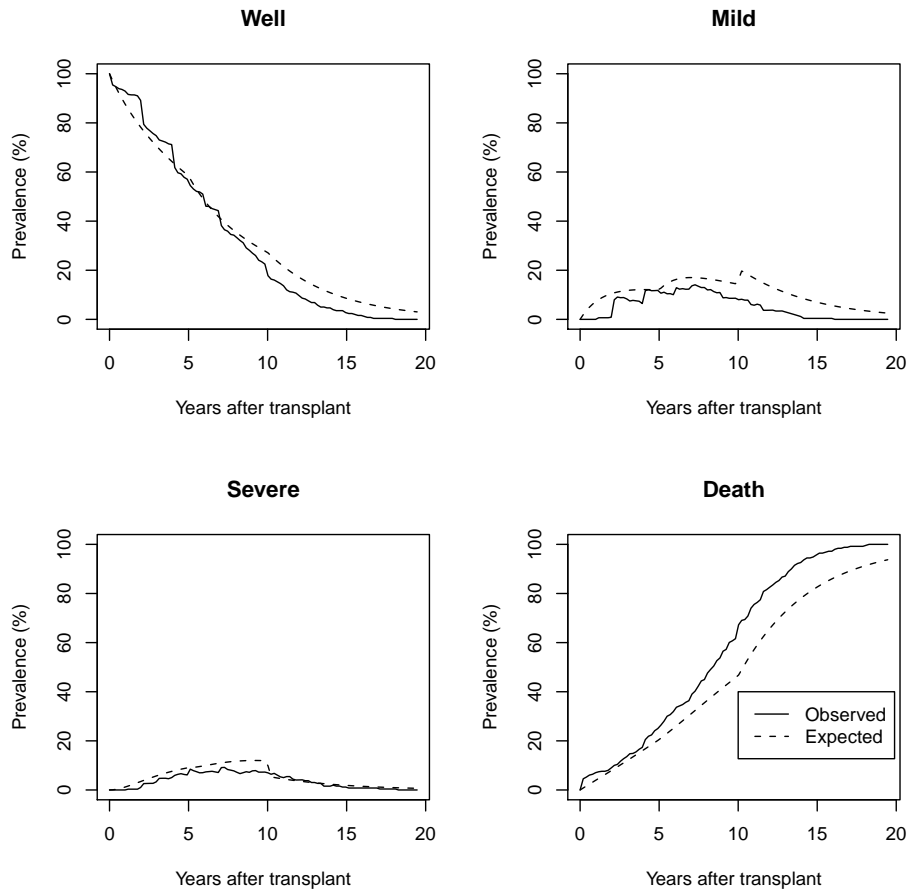 Well
Prevalence (%)
100
80
60
40
20
0
0 5 10 15 20
Years after transplant
Mild
Prevalence (%)
100
80
60
40
20
0
0 5 10 15 20
Years after transplant
Severe
Prevalence (%)
100
80
60
40
20
0
0 5 10 15 20
Years after transplant
Death
Prevalence (%)
100
80
60
40
20
0
Observed
Expected
0 5 10 15 20
Years after transplant